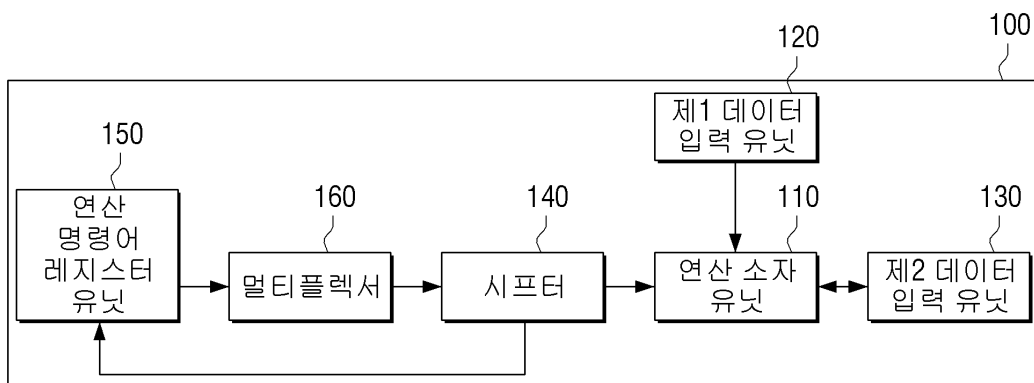 100
120
제1 데이터
입력 유닛
150
연산
명령어
레지스터
유닛
160
멀티플렉서
140
시프터
110
연산 소자
유닛
130
제2 데이터
입력 유닛